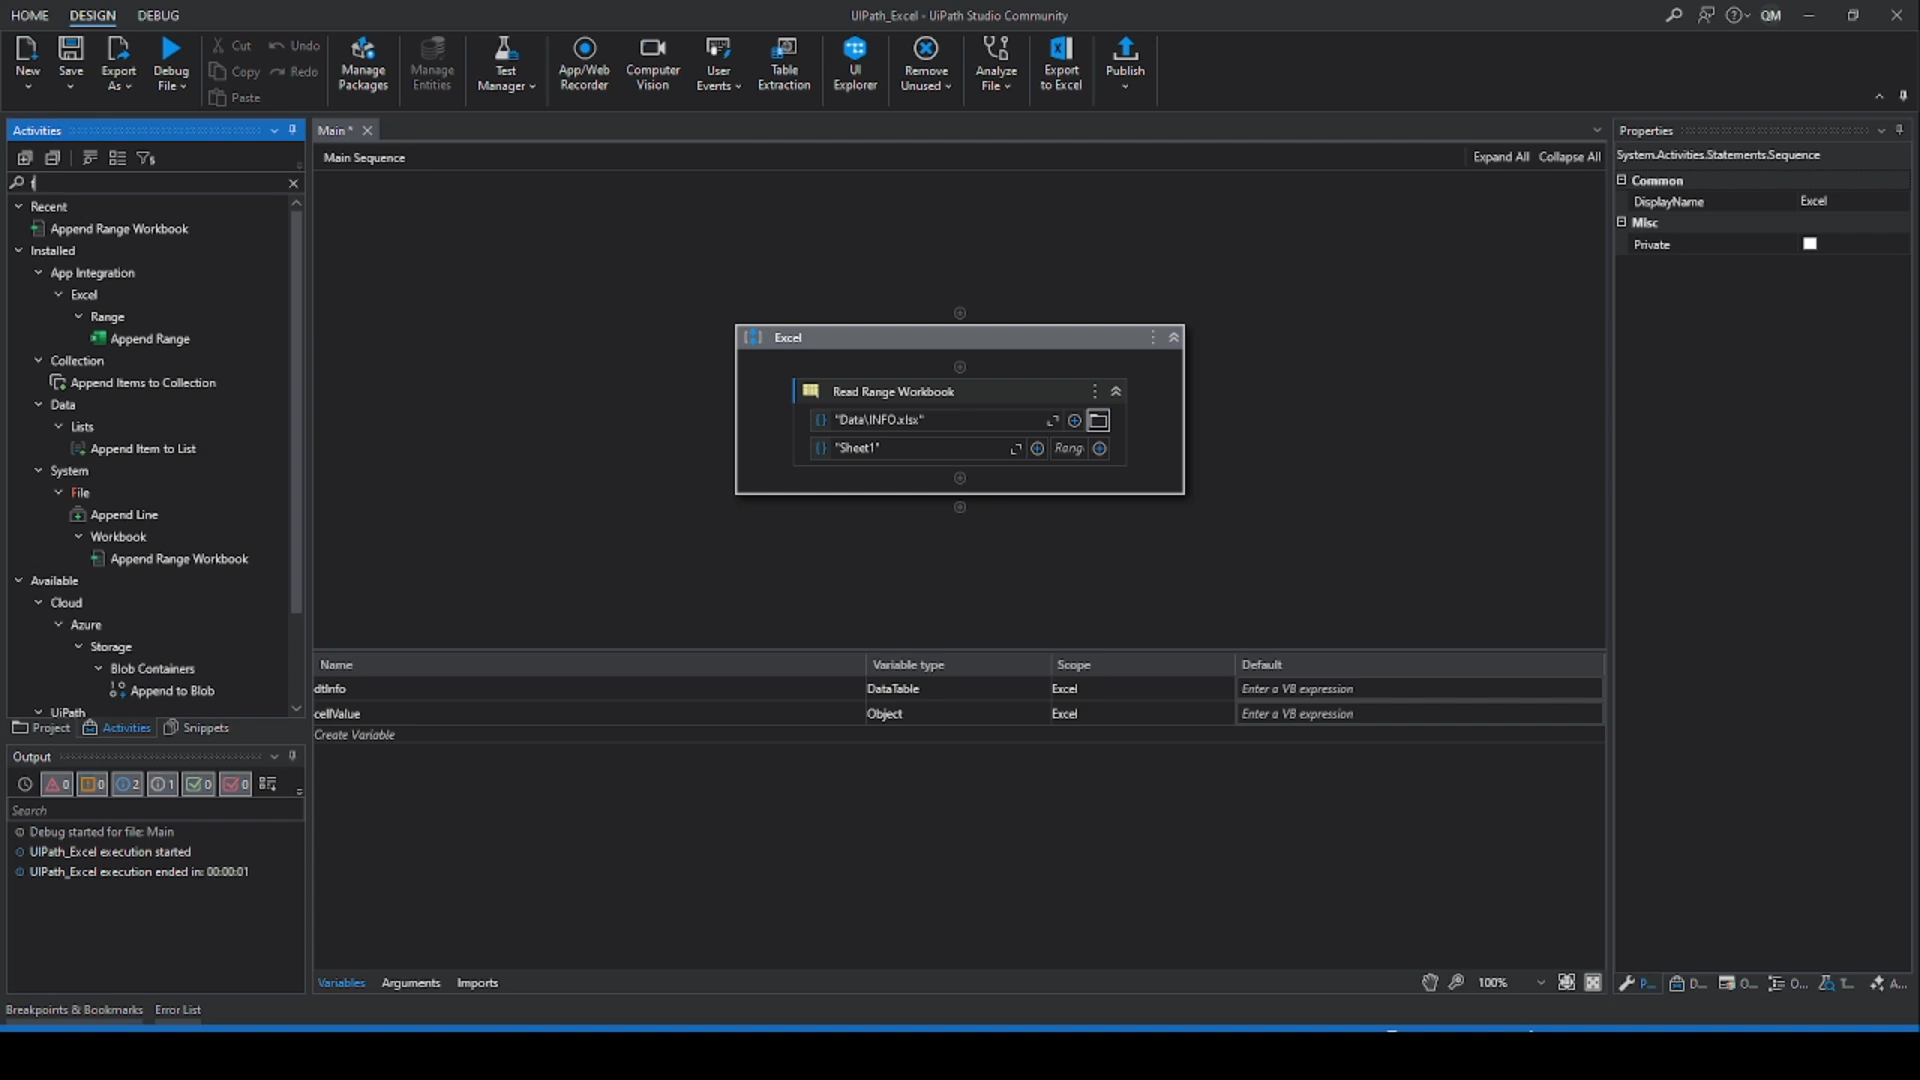 HOME DESIGN DEBUG UIPath_Excel - UiPath Studio Community QM
New Save Export As Debug File Cut Copy Paste Undo Redo Manage Packages Manage Entities Test Manager App/Web Recorder Computer Vision User Events Table Extraction UI Explorer Remove Unused Analyze File Export to Excel Publish
Activities
Recent
Append Range Workbook
Installed
App Integration
Excel
Range
Append Range
Collection
Append Items to Collection
Data
Lists
Append Item to List
System
File
Append Line
Workbook
Append Range Workbook
Available
Cloud
Azure
Storage
Blob Containers
Append to Blob
UiPath
Project Activities Snippets
Output
0 0 2 1 0 0
Search
Debug started for file: Main
UIPath_Excel execution started
UIPath_Excel execution ended in: 00:00:01
Breakpoints & Bookmarks Error List
Main *
Main Sequence Expand All Collapse All
Excel
Read Range Workbook
"Data\INFO.xlsx"
"Sheet1" Rang
Name Variable type Scope Default
dtInfo DataTable Excel Enter a VB expression
cellValue Object Excel Enter a VB expression
Create Variable
Variables Arguments Imports 100%
Properties
System.Activities.Statements.Sequence
Common
DisplayName Excel
Misc
Private
P... D... O... O... T... A...